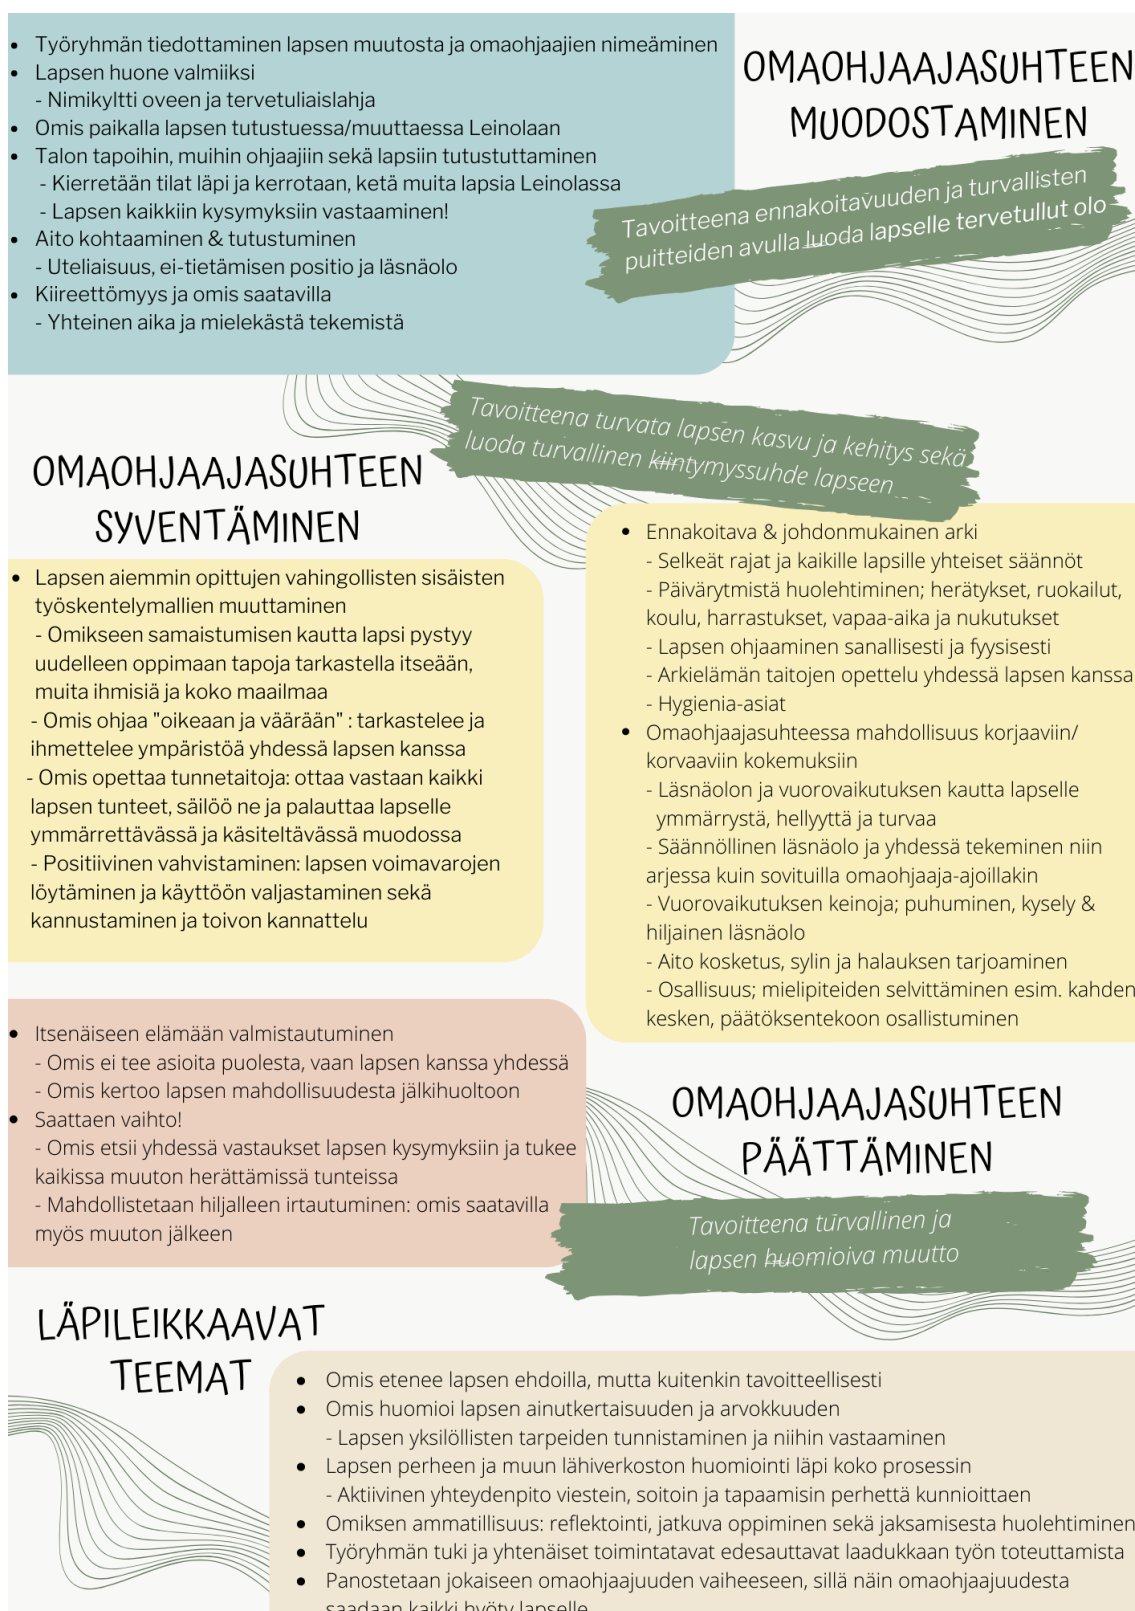 OMAOHJAAJASUHTEEN
MUODOSTAMINEN
Tavoitteena ennakoitavuuden ja turvallisten
puitteiden avulla luoda lapselle tervetullut olo
• Työryhmän tiedottaminen lapsen muutosta ja omaohjaajien nimeäminen
• Lapsen huone valmiiksi
- Nimikyltti oveen ja tervetuliaislahja
• Omis paikalla lapsen tutustuessa/muuttaessa Leinolaan
• Talon tapoihin, muihin ohjaajiin sekä lapsiin tutustuttaminen
- Kierretään tilat läpi ja kerrotaan, ketä muita lapsia Leinolassa
- Lapsen kaikkiin kysymyksiin vastaaminen!
• Aito kohtaaminen & tutustuminen
- Uteliaisuus, ei-tietämisen positio ja läsnäolo
• Kiireettömyys ja omis saatavilla
- Yhteinen aika ja mielekästä tekemistä
OMAOHJAAJASUHTEEN
SYVENTÄMINEN
Tavoitteena turvata lapsen kasvu ja kehitys sekä
luoda turvallinen kiintymyssuhde lapseen
• Lapsen aiemmin opittujen vahingollisten sisäisten
työskentelymallien muuttaminen
- Omikseen samaistumisen kautta lapsi pystyy
uudelleen oppimaan tapoja tarkastella itseään,
muita ihmisiä ja koko maailmaa
- Omis ohjaa "oikeaan ja väärään" : tarkastelee ja
ihmettelee ympäristöä yhdessä lapsen kanssa
- Omis opettaa tunnetaitoja: ottaa vastaan kaikki
lapsen tunteet, säilöö ne ja palauttaa lapselle
ymmärrettävässä ja käsiteltävässä muodossa
- Positiivinen vahvistaminen: lapsen voimavarojen
löytäminen ja käyttöön valjastaminen sekä
kannustaminen ja toivon kannattelu
• Ennakoitava & johdonmukainen arki
- Selkeät rajat ja kaikille lapsille yhteiset säännöt
- Päivärytmistä huolehtiminen; herätykset, ruokailut,
koulu, harrastukset, vapaa-aika ja nukutukset
- Lapsen ohjaaminen sanallisesti ja fyysisesti
- Arkielämän taitojen opettelu yhdessä lapsen kanssa
- Hygienia-asiat
• Omaohjaajasuhteessa mahdollisuus korjaaviin/
korvaaviin kokemuksiin
- Läsnäolon ja vuorovaikutuksen kautta lapselle
ymmärrystä, hellyyttä ja turvaa
- Säännöllinen läsnäolo ja yhdessä tekeminen niin
arjessa kuin sovituilla omaohjaaja-ajoillakin
- Vuorovaikutuksen keinoja; puhuminen, kysely &
hiljainen läsnäolo
- Aito kosketus, sylin ja halauksen tarjoaminen
- Osallisuus; mielipiteiden selvittäminen esim. kahden
kesken, päätöksentekoon osallistuminen
OMAOHJAAJASUHTEEN
PÄÄTTÄMINEN
Tavoitteena turvallinen ja
lapsen huomioiva muutto
• Itsenäiseen elämään valmistautuminen
- Omis ei tee asioita puolesta, vaan lapsen kanssa yhdessä
- Omis kertoo lapsen mahdollisuudesta jälkihuoltoon
• Saattaen vaihto!
- Omis etsii yhdessä vastaukset lapsen kysymyksiin ja tukee
kaikissa muuton herättämissä tunteissa
- Mahdollistetaan hiljalleen irtautuminen: omis saatavilla
myös muuton jälkeen
LÄPILEIKKAAVAT
TEEMAT
• Omis etenee lapsen ehdoilla, mutta kuitenkin tavoitteellisesti
• Omis huomioi lapsen ainutkertaisuuden ja arvokkuuden
- Lapsen yksilöllisten tarpeiden tunnistaminen ja niihin vastaaminen
• Lapsen perheen ja muun lähiverkoston huomiointi läpi koko prosessin
- Aktiivinen yhteydenpito viestein, soitoin ja tapaamisin perhettä kunnioittaen
• Omiksen ammatillisuus: reflektointi, jatkuva oppiminen sekä jaksamisesta huolehtiminen
• Työryhmän tuki ja yhtenäiset toimintatavat edesauttavat laadukkaan työn toteuttamista
• Panostetaan jokaiseen omaohjaajuuden vaiheeseen, sillä näin omaohjaajuudesta
saadaan kaikki hyöty lapselle